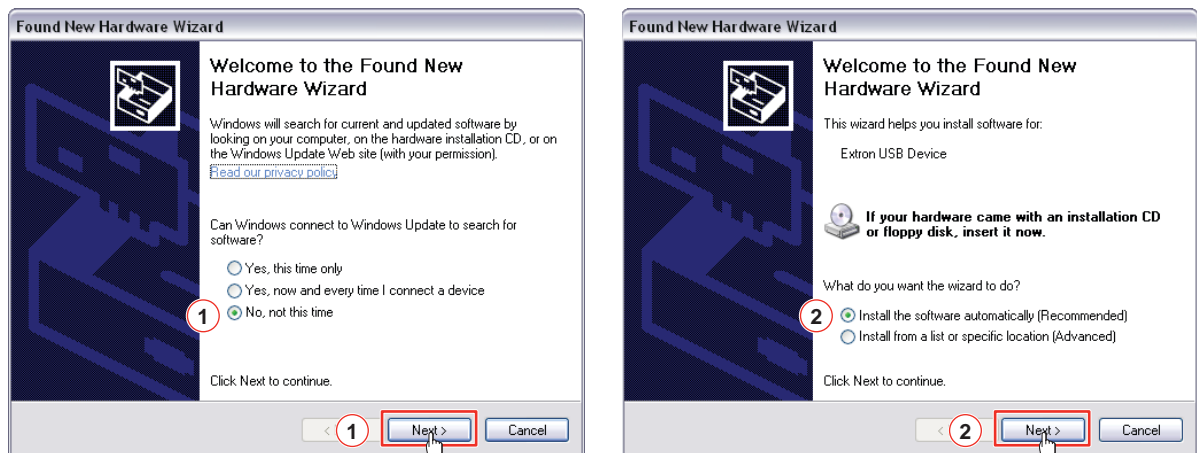 Found New Hardware Wizard
Welcome to the Found New
Hardware Wizard
Windows will search for current and updated software by
looking on your computer, on the hardware installation CD, or on
the Windows Update Web site (with your permission).
Read our privacy policy
Can Windows connect to Windows Update to search for
software?
Yes, this time only
Yes, now and every time I connect a device
1 No, not this time
Click Next to continue.
< 1 Next > Cancel
Found New Hardware Wizard
Welcome to the Found New
Hardware Wizard
This wizard helps you install software for:
Extron USB Device
If your hardware came with an installation CD
or floppy disk, insert it now.
What do you want the wizard to do?
2 Install the software automatically (Recommended)
Install from a list or specific location (Advanced)
Click Next to continue.
< 2 Next > Cancel